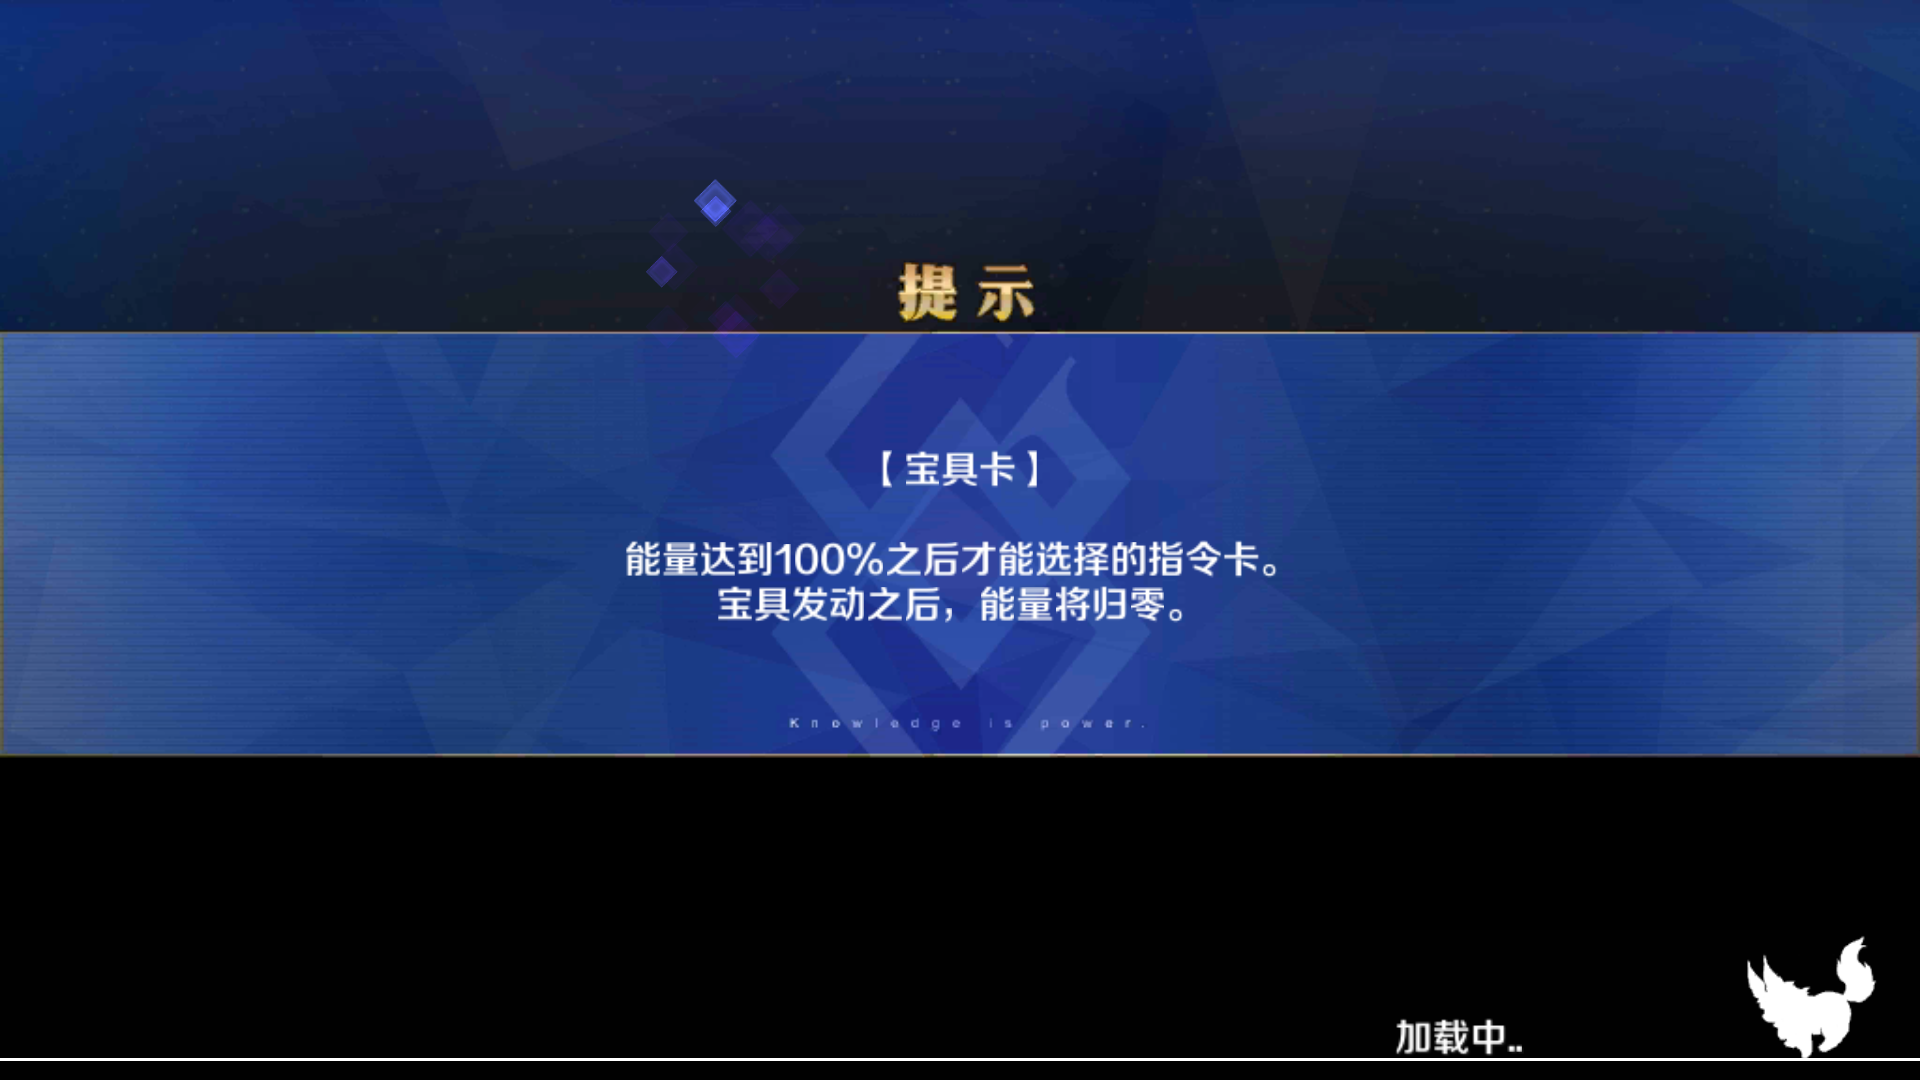 提示
【宝具卡】
能量达到100%之后才能选择的指令卡。
宝具发动之后，能量将归零。
Knowledge is power.
加载中..